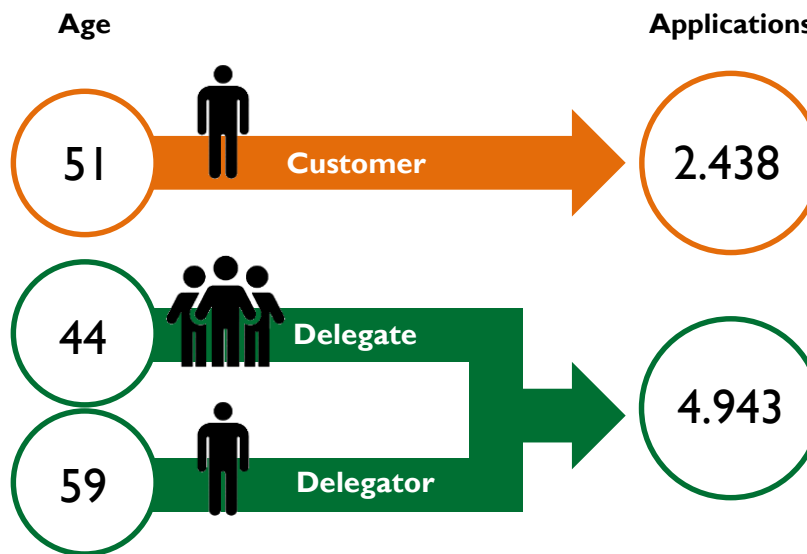 Age
Applications
51
Customer
2.438
44
Delegate
4.943
59
Delegator